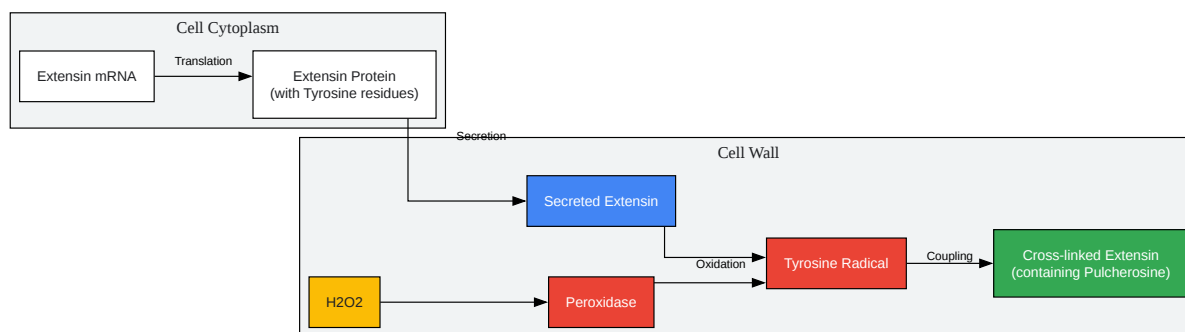 Cell Cytoplasm
Extensin mRNA
Translation
Extensin Protein
(with Tyrosine residues)
Secretion
Cell Wall
Secreted Extensin
Oxidation
Tyrosine Radical
Coupling
Cross-linked Extensin
(containing Pulcherosine)
H2O2
Peroxidase